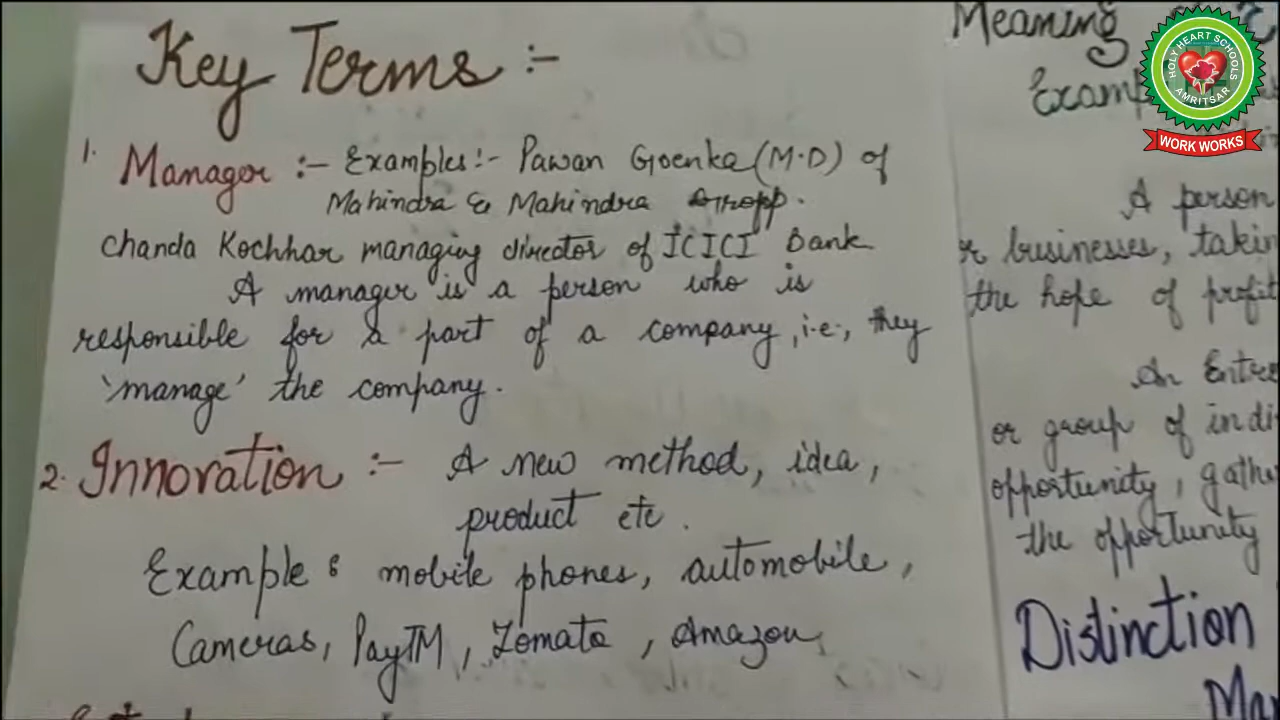 Key Terms :-
1. Manager :- Examples:- Pawan Goenka (M.D) of
Mahindra & Mahindra
Chanda Kochhar managing director of ICICI Bank
A manager is a person who is
responsible for a part of a company, i.e., they
'manage' the company.
2. Innovation :- A new method, idea,
product etc.
Example : mobile phones, automobile,
Cameras, PayTM, Zomato, Amazon,
Meaning
Examp
A person
or businesses, takin
the hope of profit
An Entre
or group of indi
opportunity, gathe
the opportunity
Distinction
Ma
HOLY HEART SCHOOLS
AMRITSAR
WORK WORKS